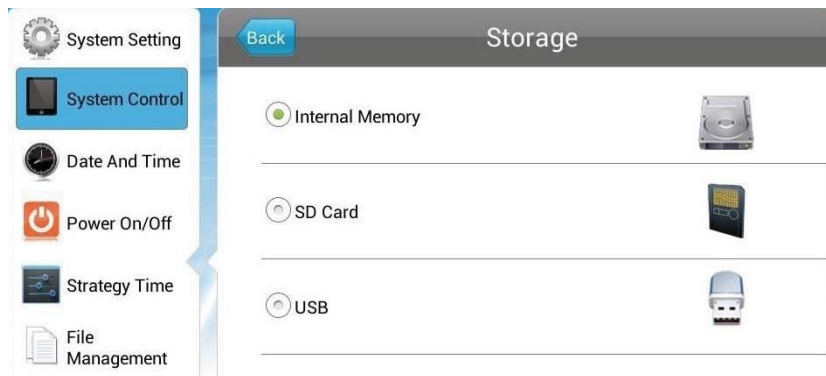 System Setting
System Control
Date And Time
Power On/Off
Strategy Time
File
Management
Back
Storage
Internal Memory
SD Card
USB